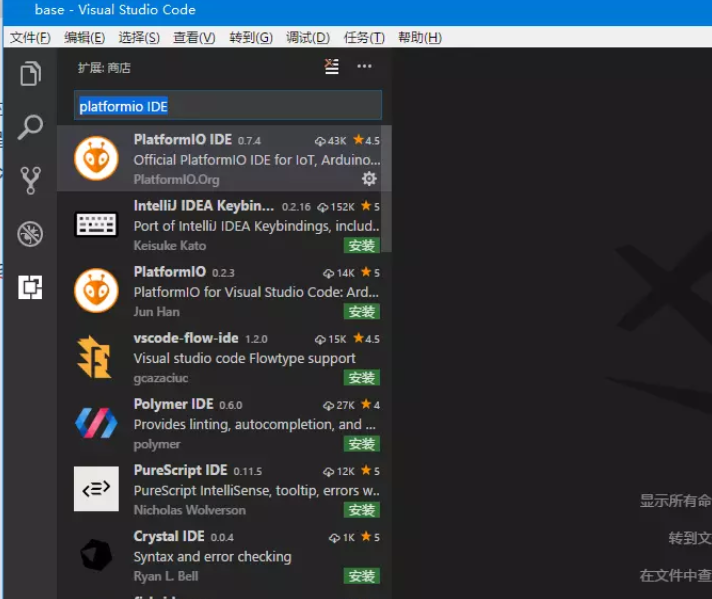 base - Visual Studio Code
文件(F) 编辑(E) 选择(S) 查看(V) 转到(G) 调试(D) 任务(T) 帮助(H)
扩展: 商店
platformio IDE
PlatformIO IDE 0.7.4 43K 4.5
Official PlatformIO IDE for IoT, Arduino...
PlatformIO.Org
IntelliJ IDEA Keybin... 0.2.16 152K 5
Port of IntelliJ IDEA Keybindings, includ...
Keisuke Kato 安装
PlatformIO 0.2.3 14K 5
PlatformIO for Visual Studio Code: Ard...
Jun Han 安装
vscode-flow-ide 1.2.0 15K 4.5
Visual studio code Flowtype support
gcazaciuc 安装
Polymer IDE 0.6.0 27K 4
Provides linting, autocompletion, and ...
polymer 安装
PureScript IDE 0.11.5 12K 5
PureScript IntelliSense, tooltip, errors w...
Nicholas Wolverson 安装
Crystal IDE 0.0.4 1K 5
Syntax and error checking
Ryan L. Bell 安装
显示所有命
转到文
在文件中查